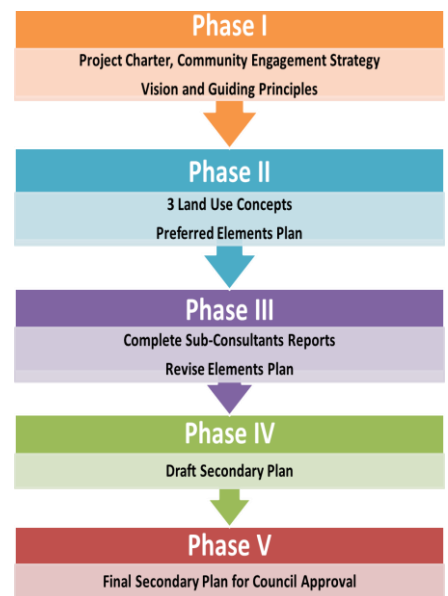 Phase I
Project Charter, Community Engagement Strategy
Vision and Guiding Principles
Phase II
3 Land Use Concepts
Preferred Elements Plan
Phase III
Complete Sub-Consultants Reports
Revise Elements Plan
Phase IV
Draft Secondary Plan
Phase V
Final Secondary Plan for Council Approval